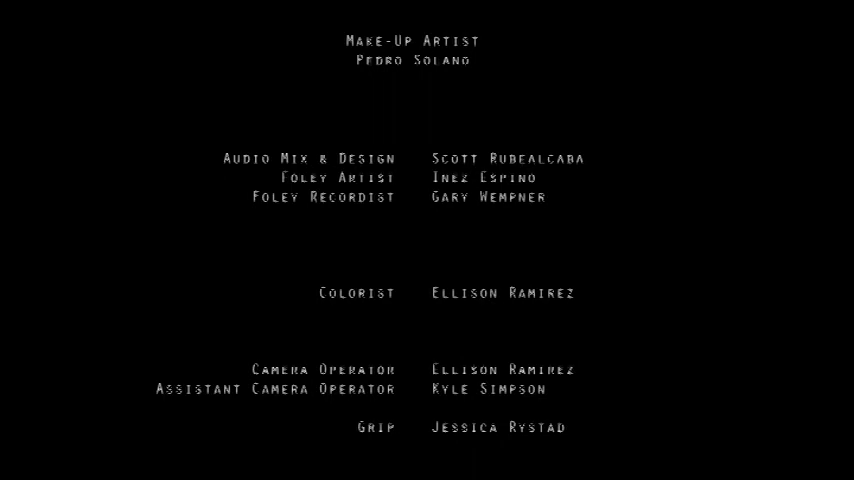 Make-Up Artist
Pedro Solano
Audio Mix & Design Scott Rubealcaba
Foley Artist Inez Espino
Foley Recordist Gary Wempner
Colorist Ellison Ramirez
Camera Operator Ellison Ramirez
Assistant Camera Operator Kyle Simpson
Grip Jessica Rystad